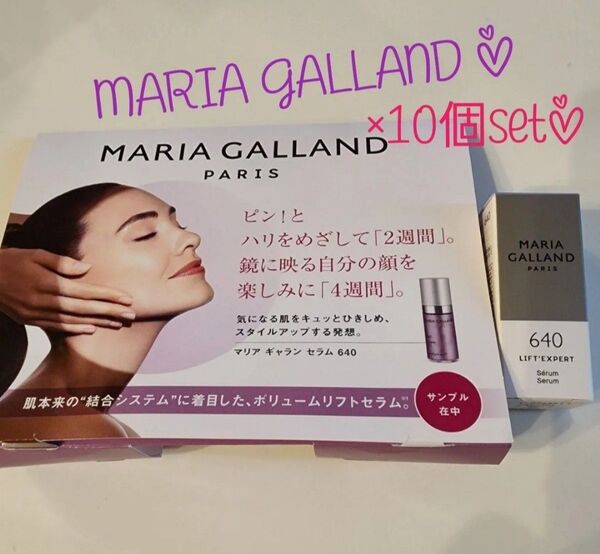 MARIA GALLAND ♡
×10個set♡
MARIA GALLAND
PARIS
ピン!と
ハリをめざして「2週間」。
鏡に映る自分の顔を
楽しみに「4週間」。
気になる肌をキュッとひきしめ、
スタイルアップする発想。
マリア ギャラン セラム 640
MARIA GALLAND
肌本来の"結合システム"に着目した、ボリュームリフトセラム。
サンプル
在中
640
MARIA
GALLAND
PARIS
640
LIFT'EXPERT
Sérum
Serum